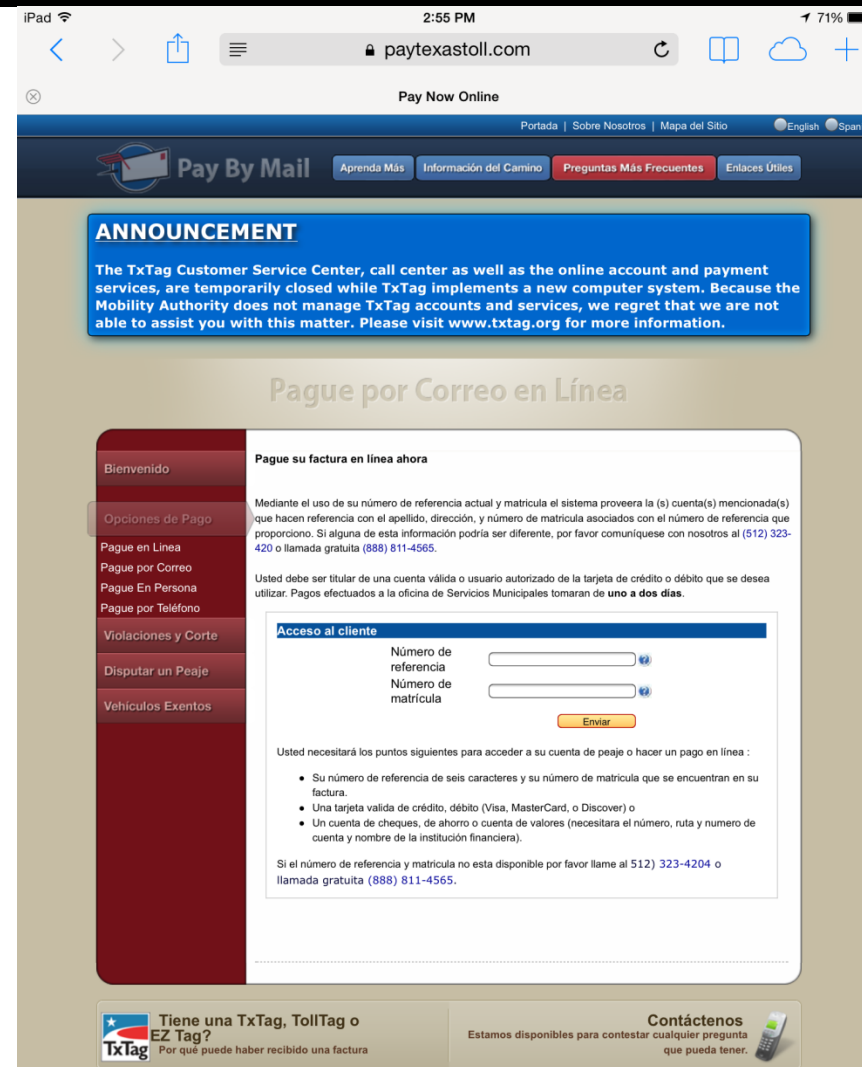 iPad 2:55 PM 71%
paytexastoll.com
Pay Now Online
Portada | Sobre Nosotros | Mapa del Sitio English Span
Pay By Mail Aprenda Más Información del Camino Preguntas Más Frecuentes Enlaces Útiles
ANNOUNCEMENT
The TxTag Customer Service Center, call center as well as the online account and payment
services, are temporarily closed while TxTag implements a new computer system. Because the
Mobility Authority does not manage TxTag accounts and services, we regret that we are not
able to assist you with this matter. Please visit www.txtag.org for more information.
Pague por Correo en Línea
Bienvenido
Opciones de Pago
Pague en Linea
Pague por Correo
Pague En Persona
Pague por Teléfono
Violaciones y Corte
Disputar un Peaje
Vehículos Exentos
Pague su factura en línea ahora
Mediante el uso de su número de referencia actual y matricula el sistema proveera la (s) cuenta(s) mencionada(s)
que hacen referencia con el apellido, dirección, y número de matricula asociados con el número de referencia que
proporciono. Si alguna de esta información podría ser diferente, por favor comuníquese con nosotros al (512) 323-
420 o llamada gratuita (888) 811-4565.
Usted debe ser titular de una cuenta válida o usuario autorizado de la tarjeta de crédito o débito que se desea
utilizar. Pagos efectuados a la oficina de Servicios Municipales tomaran de uno a dos días.
Acceso al cliente
Número de
referencia
Número de
matrícula
Enviar
Usted necesitará los puntos siguientes para acceder a su cuenta de peaje o hacer un pago en línea :
Su número de referencia de seis caracteres y su número de matricula que se encuentran en su
factura.
Una tarjeta valida de crédito, débito (Visa, MasterCard, o Discover) o
Un cuenta de cheques, de ahorro o cuenta de valores (necesitara el número, ruta y numero de
cuenta y nombre de la institución financiera).
Si el número de referencia y matricula no esta disponible por favor llame al 512) 323-4204 o
llamada gratuita (888) 811-4565.
TxTag
Tiene una TxTag, TollTag o
EZ Tag?
Por qué puede haber recibido una factura
Contáctenos
Estamos disponibles para contestar cualquier pregunta
que pueda tener.